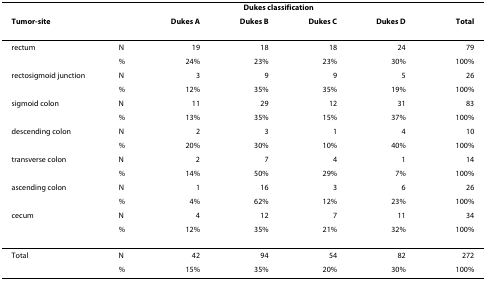 Dukes classification
Tumor-site Dukes A Dukes B Dukes C Dukes D Total
rectum N 19 18 18 24 79
% 24% 23% 23% 30% 100%
rectosigmoid junction N 3 9 9 5 26
% 12% 35% 35% 19% 100%
sigmoid colon N 11 29 12 31 83
% 13% 35% 15% 37% 100%
descending colon N 2 3 1 4 10
% 20% 30% 10% 40% 100%
transverse colon N 2 7 4 1 14
% 14% 50% 29% 7% 100%
ascending colon N 1 16 3 6 26
% 4% 62% 12% 23% 100%
cecum N 4 12 7 11 34
% 12% 35% 21% 32% 100%
Total N 42 94 54 82 272
% 15% 35% 20% 30% 100%